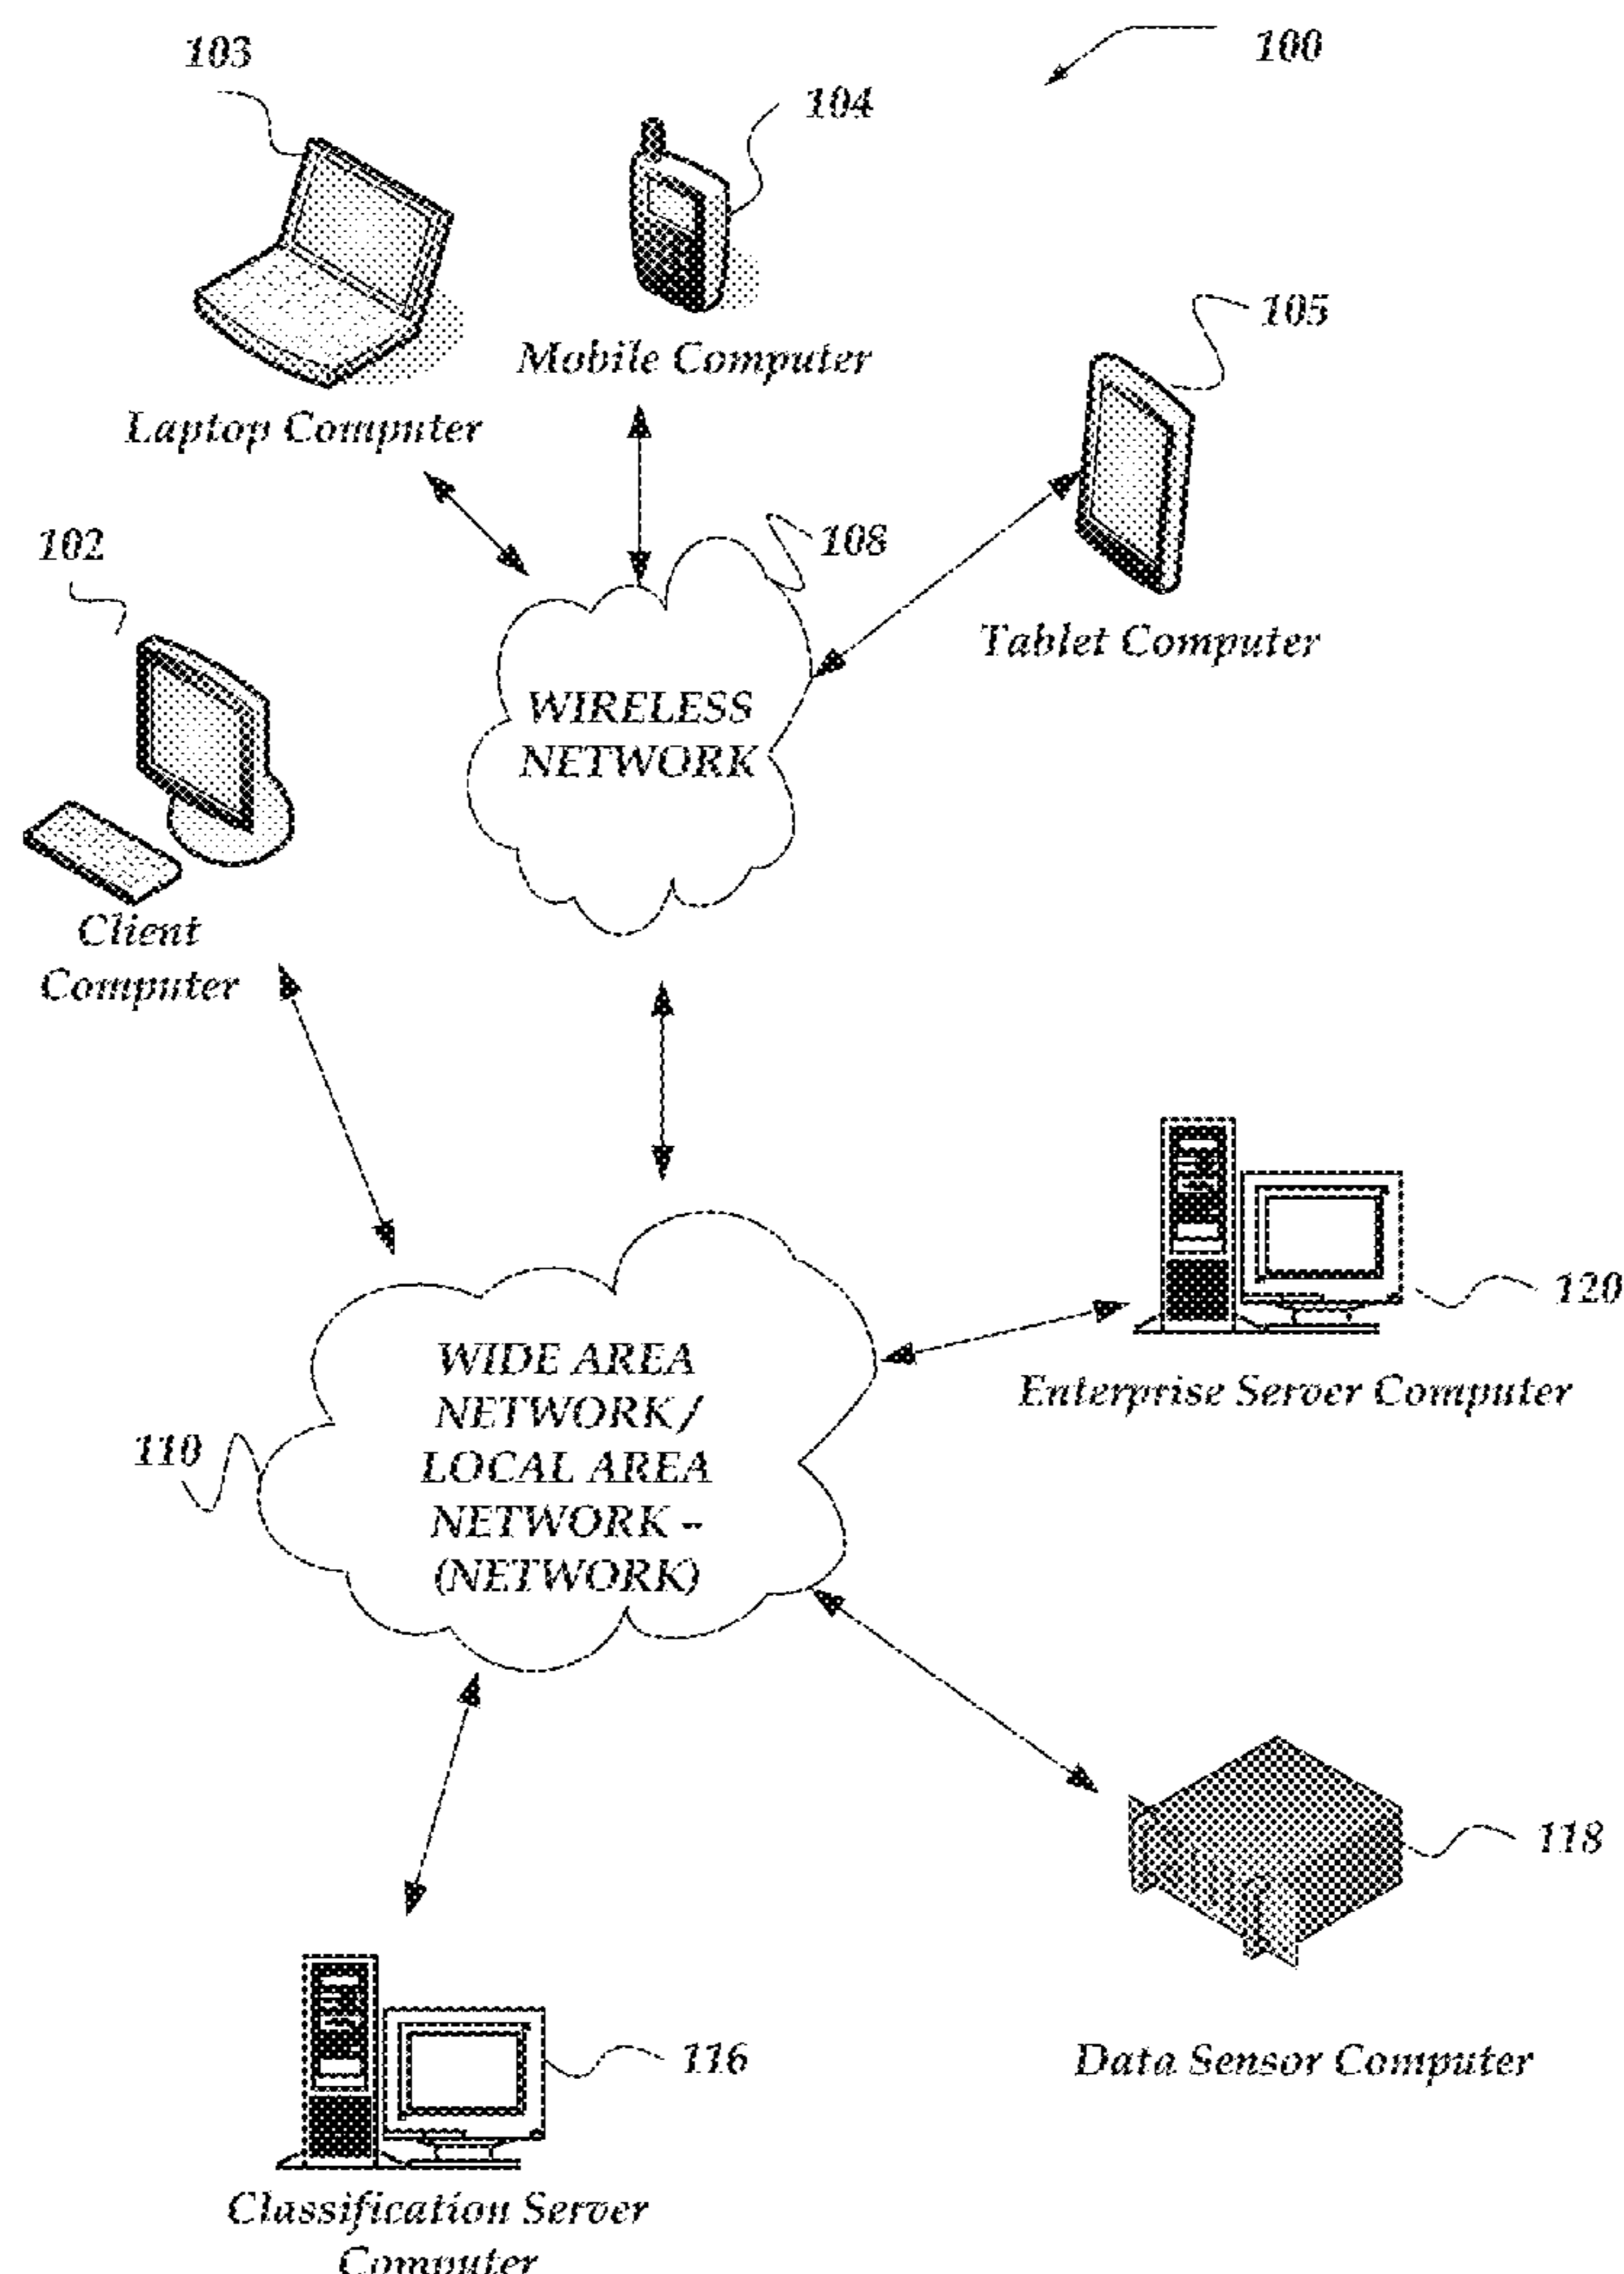 103
100
104
105
Mobile Computer
Laptop Computer
102
108
Tablet Computer
WIRELESS
NETWORK
Client
Computer
120
WIDE AREA
NETWORK/
LOCAL AREA
NETWORK --
(NETWORK)
Enterprise Server Computer
110
118
116
Data Sensor Computer
Classification Server
Computer